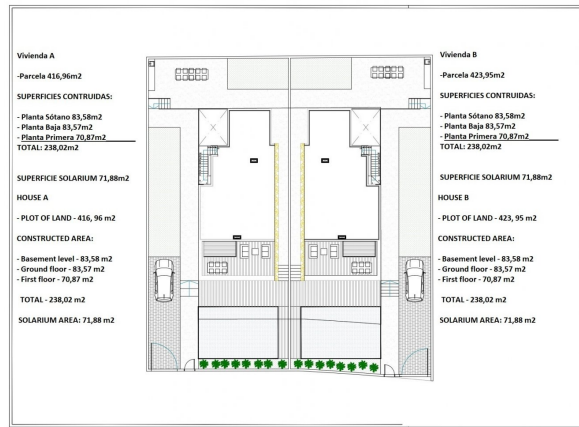 Vivienda A
-Parcela 416,96m2
SUPERFICIES CONTRUIDAS:
- Planta Sótano 83,58m2
- Planta Baja 83,57m2
- Planta Primera 70,87m2
TOTAL: 238,02m2
SUPERFICIE SOLARIUM 71,88m2
HOUSE A
- PLOT OF LAND - 416, 96 m2
CONSTRUCTED AREA:
- Basement level - 83,58 m2
- Ground floor - 83,57 m2
- First floor - 70,87 m2
TOTAL - 238,02 m2
SOLARIUM AREA: 71,88 m2
Vivienda B
-Parcela 423,95m2
SUPERFICIES CONTRUIDAS:
- Planta Sótano 83,58m2
- Planta Baja 83,57m2
- Planta Primera 70,87m2
TOTAL: 238,02m2
SUPERFICIE SOLARIUM 71,88m2
HOUSE B
- PLOT OF LAND - 423, 95 m2
CONSTRUCTED AREA:
- Basement level - 83,58 m2
- Ground floor - 83,57 m2
- First floor - 70,87 m2
TOTAL - 238,02 m2
SOLARIUM AREA: 71,88 m2